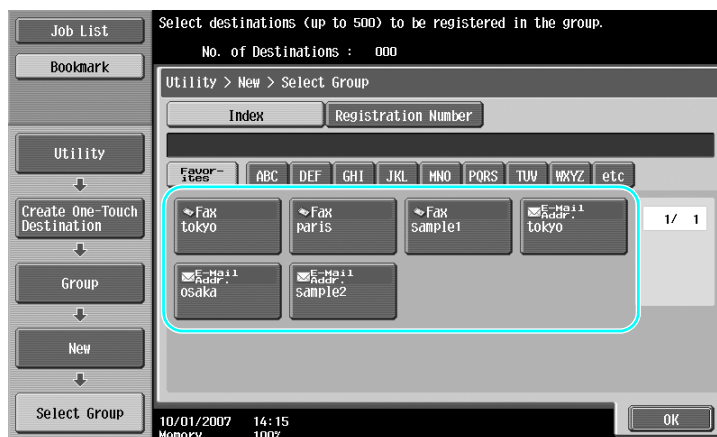 Job List
Bookmark
Utility
Create One-Touch
Destination
Group
New
Select Group
Select destinations (up to 500) to be registered in the group.
No. of Destinations : 000
Utility > New > Select Group
Index
Registration Number
Favor-
ites
ABC
DEF
GHI
JKL
MNO
PQRS
TUV
WXYZ
etc
Fax
tokyo
Fax
paris
Fax
sample1
E-Mail
Addr.
tokyo
1/ 1
E-Mail
Addr.
osaka
E-Mail
Addr.
sample2
10/01/2007 14:15
Memory 100%
OK